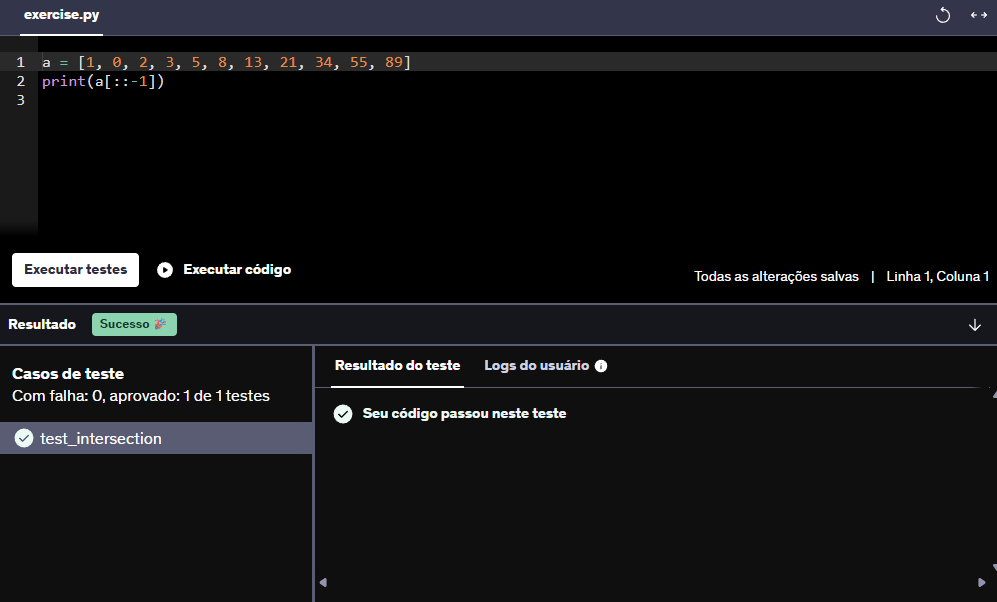 exercise.py
1 a = [1, 0, 2, 3, 5, 8, 13, 21, 34, 55, 89]
2 print(a[::-1])
3
Executar testes Executar código
Todas as alterações salvas | Linha 1, Coluna 1
Resultado Sucesso 🎉
Casos de teste
Com falha: 0, aprovado: 1 de 1 testes
test_intersection
Resultado do teste Logs do usuário
Seu código passou neste teste